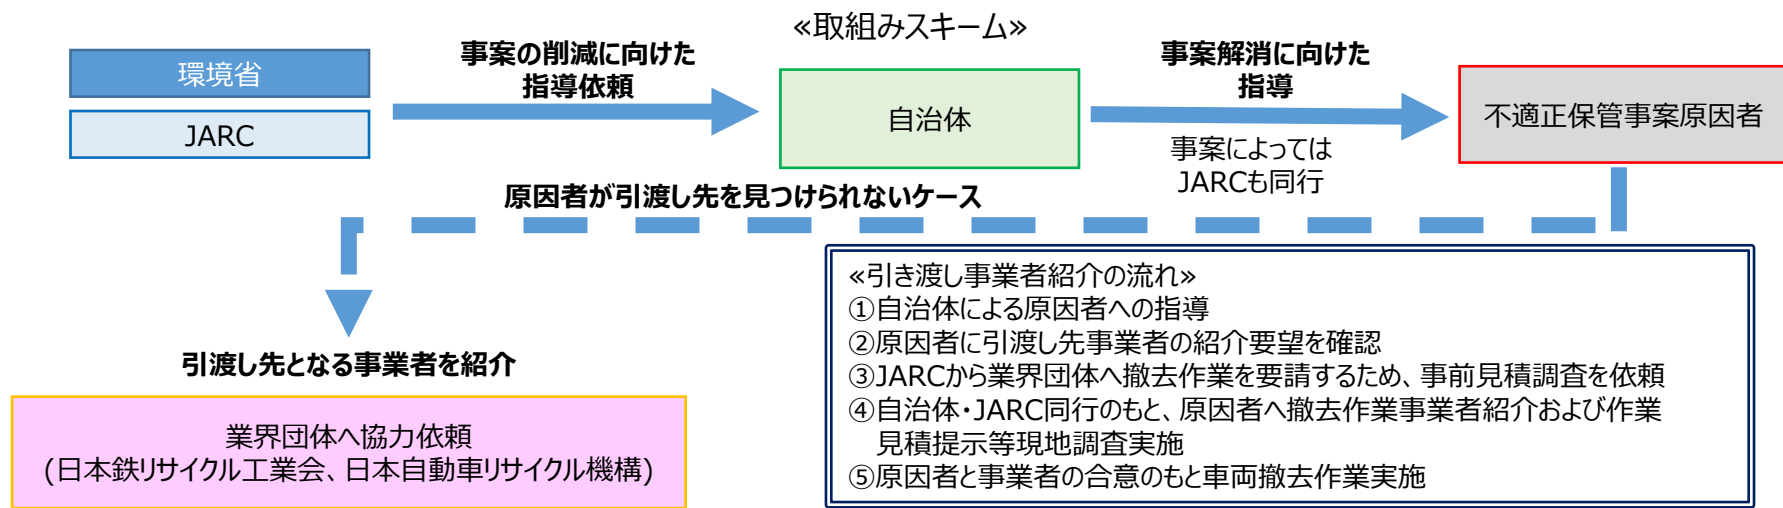 ≪取組みスキーム≫
環境省
JARC
事案の削減に向けた
指導依頼
自治体
事案解消に向けた
指導
事案によっては
JARCも同行
不適正保管事案原因者
原因者が引渡し先を見つけられないケース
引渡し先となる事業者を紹介
業界団体へ協力依頼
(日本鉄リサイクル工業会、日本自動車リサイクル機構)
≪引き渡し事業者紹介の流れ≫
①自治体による原因者への指導
②原因者に引渡し先事業者の紹介要望を確認
③JARCから業界団体へ撤去作業を要請するため、事前見積調査を依頼
④自治体・JARC同行のもと、原因者へ撤去作業事業者紹介および作業
見積提示等現地調査実施
⑤原因者と事業者の合意のもと車両撤去作業実施